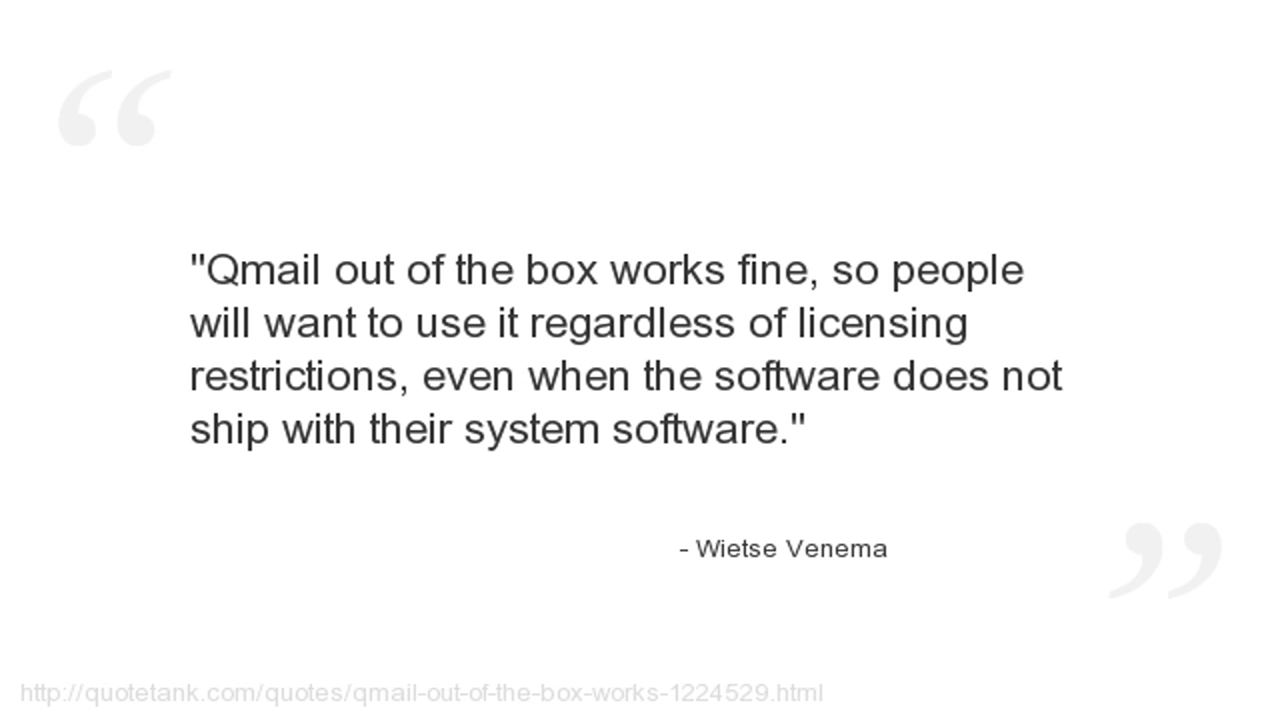 "Qmail out of the box works fine, so people
will want to use it regardless of licensing
restrictions, even when the software does not
ship with their system software."
- Wietse Venema
http://quotetank.com/quotes/qmail-out-of-the-box-works-1224529.html